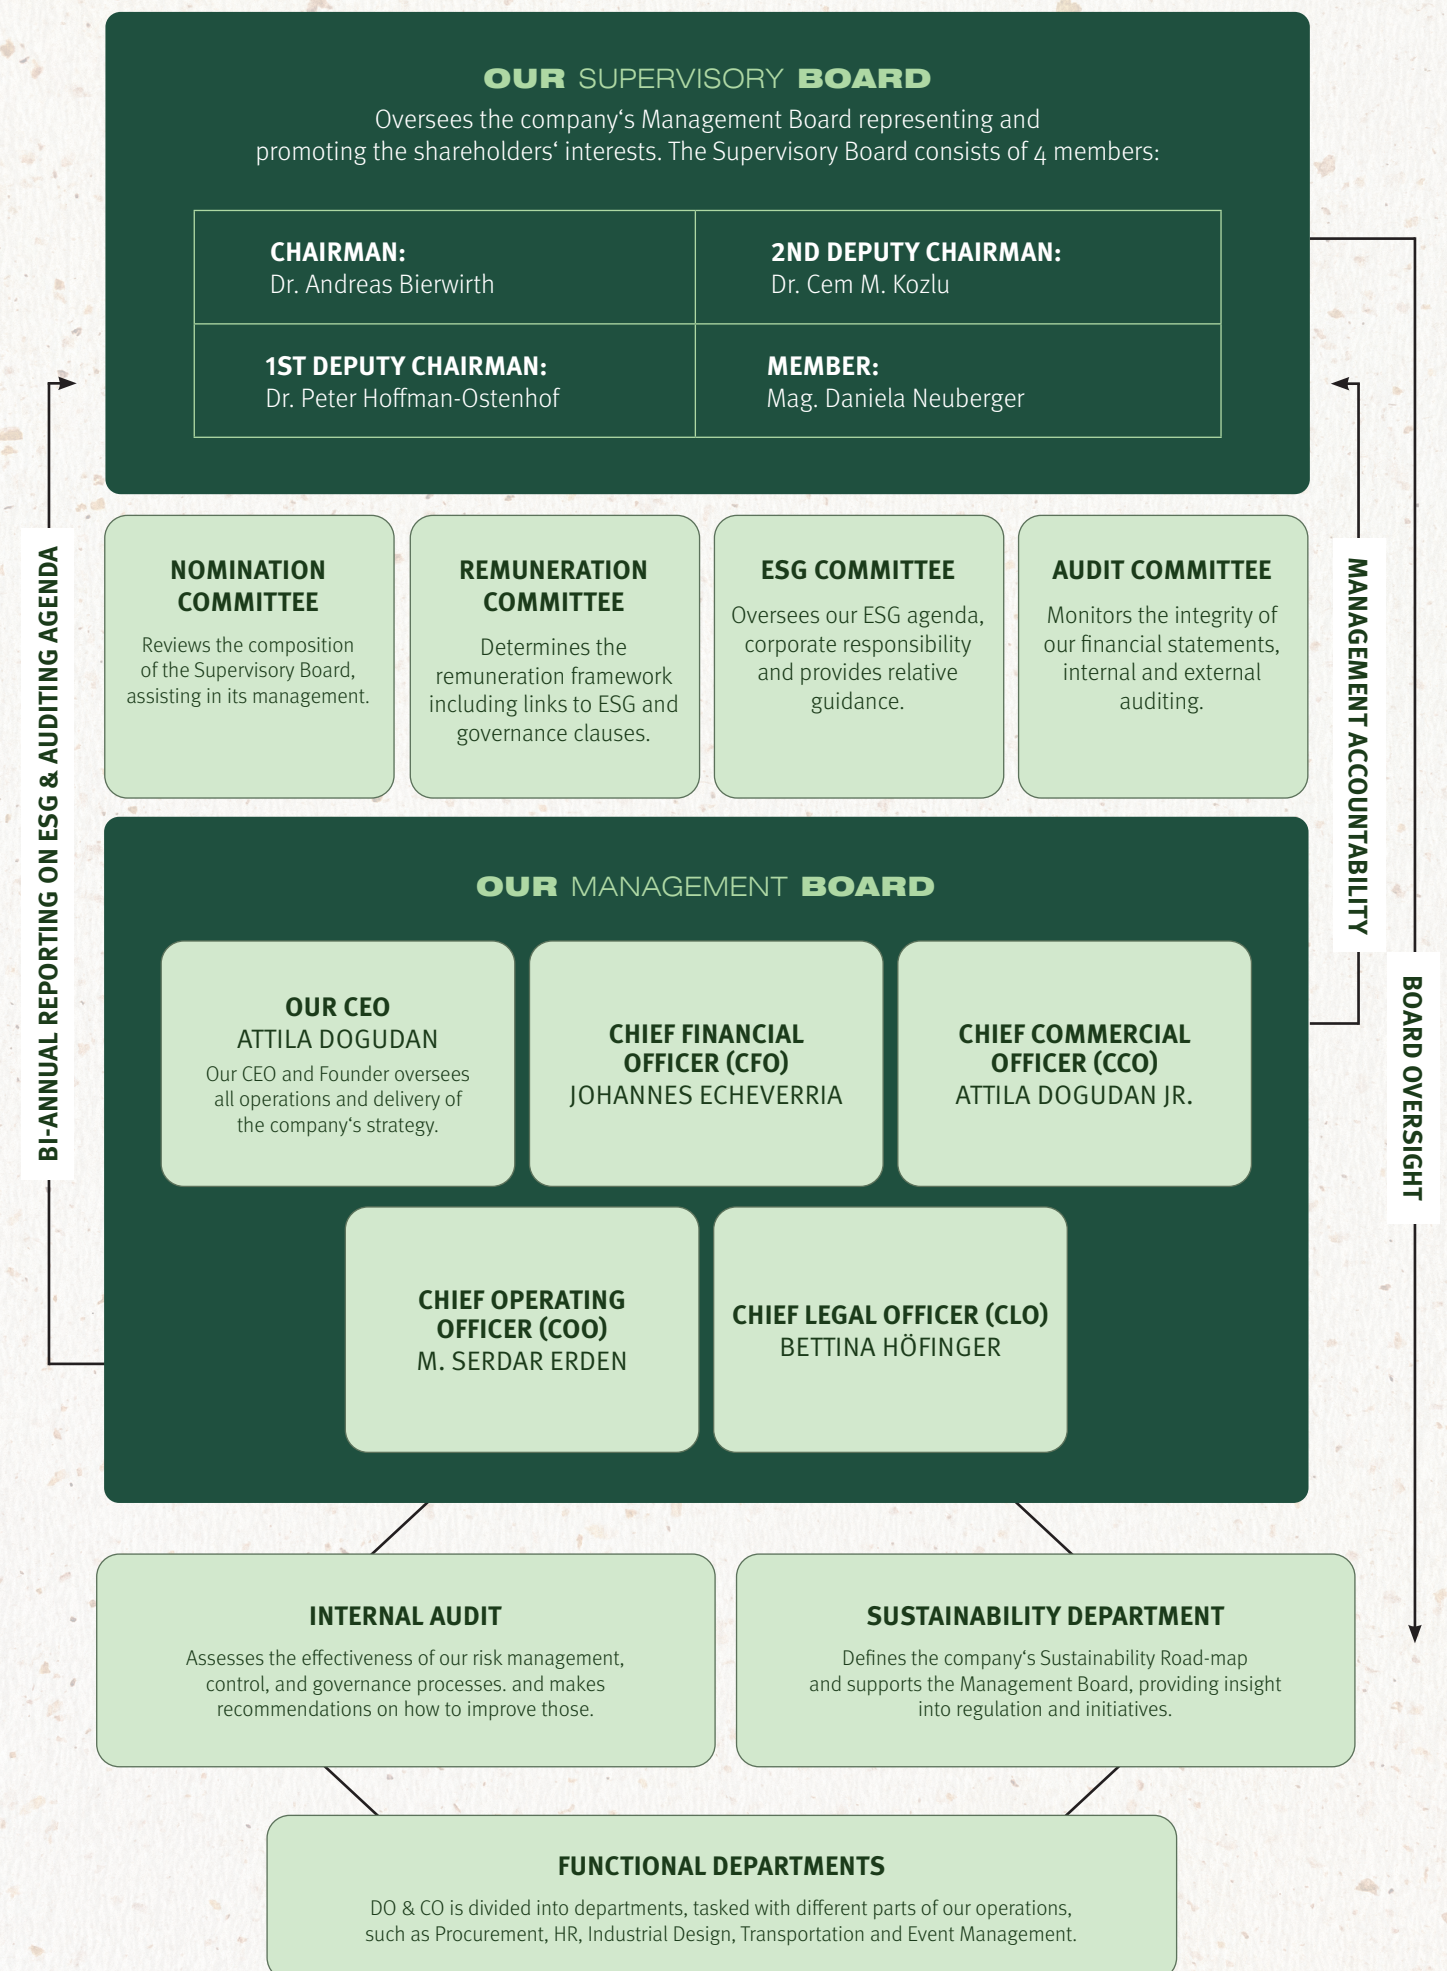 OUR SUPERVISORY BOARD
Oversees the company‘s Management Board representing and
promoting the shareholders‘ interests. The Supervisory Board consists of 4 members:
CHAIRMAN:
Dr. Andreas Bierwirth
2ND DEPUTY CHAIRMAN:
Dr. Cem M. Kozlu
1ST DEPUTY CHAIRMAN:
Dr. Peter Hoffman-Ostenhof
MEMBER:
Mag. Daniela Neuberger
NOMINATION
COMMITTEE
Reviews the composition
of the Supervisory Board,
assisting in its management.
REMUNERATION
COMMITTEE
Determines the
remuneration framework
including links to ESG and
governance clauses.
ESG COMMITTEE
Oversees our ESG agenda,
corporate responsibility
and provides relative
guidance.
AUDIT COMMITTEE
Monitors the integrity of
our financial statements,
internal and external
auditing.
BI-ANNUAL REPORTING ON ESG & AUDITING AGENDA
MANAGEMENT ACCOUNTABILITY
BOARD OVERSIGHT
OUR MANAGEMENT BOARD
OUR CEO
ATTILA DOGUDAN
Our CEO and Founder oversees
all operations and delivery of
the company‘s strategy.
CHIEF FINANCIAL
OFFICER (CFO)
JOHANNES ECHEVERRIA
CHIEF COMMERCIAL
OFFICER (CCO)
ATTILA DOGUDAN JR.
CHIEF OPERATING
OFFICER (COO)
M. SERDAR ERDEN
CHIEF LEGAL OFFICER (CLO)
BETTINA HÖFINGER
INTERNAL AUDIT
Assesses the effectiveness of our risk management,
control, and governance processes. and makes
recommendations on how to improve those.
SUSTAINABILITY DEPARTMENT
Defines the company‘s Sustainability Road-map
and supports the Management Board, providing insight
into regulation and initiatives.
FUNCTIONAL DEPARTMENTS
DO & CO is divided into departments, tasked with different parts of our operations,
such as Procurement, HR, Industrial Design, Transportation and Event Management.